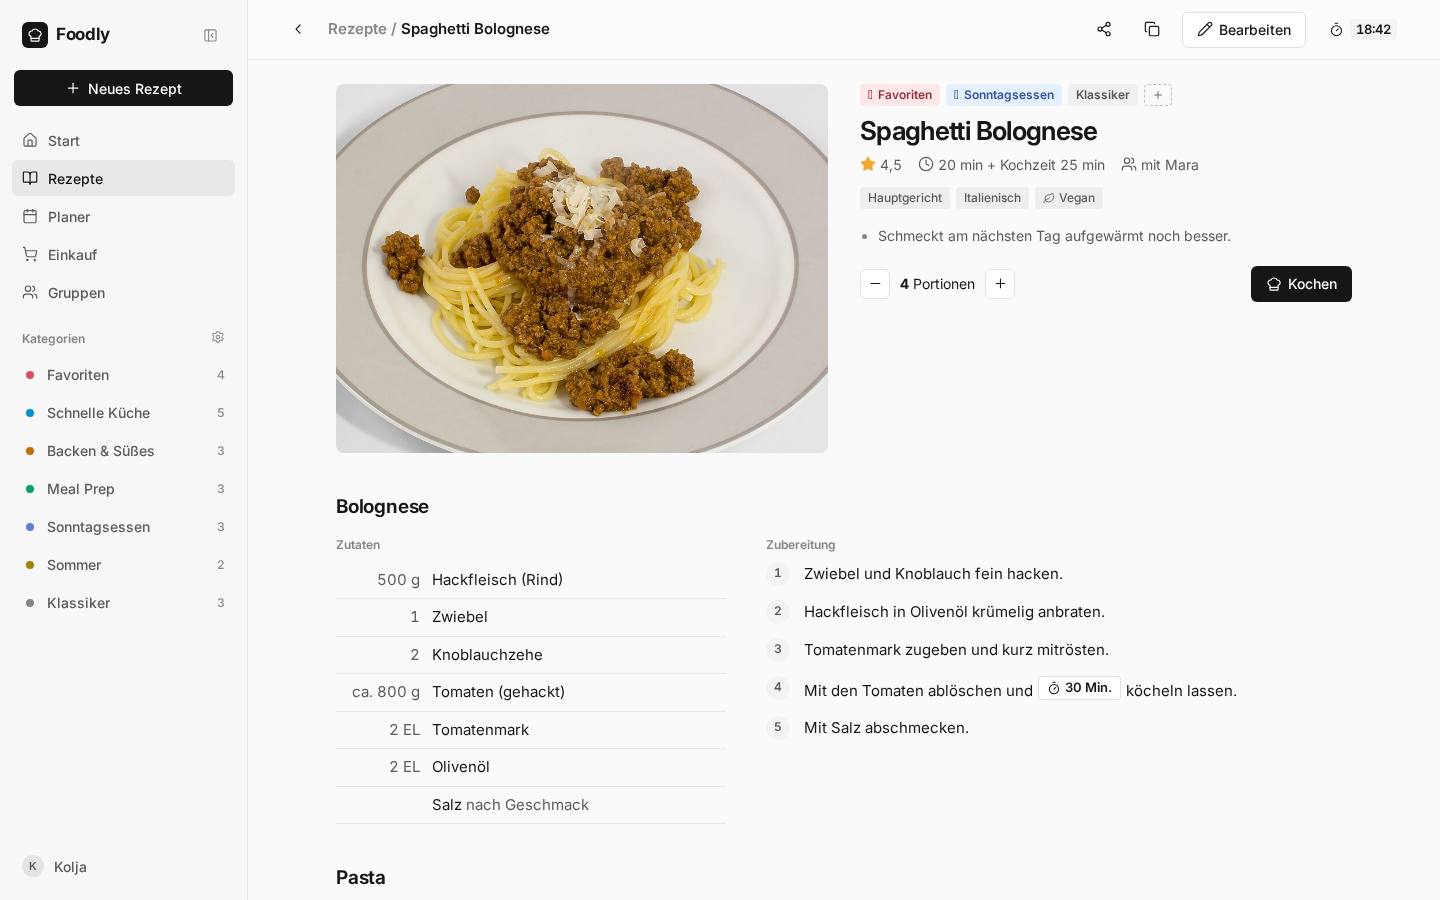 Foodly
Neues Rezept
Start
Rezepte
Planer
Einkauf
Gruppen
Kategorien
Favoriten 4
Schnelle Küche 5
Backen & Süßes 3
Meal Prep 3
Sonntagsessen 3
Sommer 2
Klassiker 3
K Kolja
Rezepte / Spaghetti Bolognese
Bearbeiten
18:42
Favoriten Sonntagsessen Klassiker +
Spaghetti Bolognese
4,5 20 min + Kochzeit 25 min mit Mara
Hauptgericht Italienisch Vegan
• Schmeckt am nächsten Tag aufgewärmt noch besser.
− 4 Portionen +
Kochen
Bolognese
Zutaten
500 g Hackfleisch (Rind)
1 Zwiebel
2 Knoblauchzehe
ca. 800 g Tomaten (gehackt)
2 EL Tomatenmark
2 EL Olivenöl
Salz nach Geschmack
Zubereitung
1 Zwiebel und Knoblauch fein hacken.
2 Hackfleisch in Olivenöl krümelig anbraten.
3 Tomatenmark zugeben und kurz mitrösten.
4 Mit den Tomaten ablöschen und 30 Min. köcheln lassen.
5 Mit Salz abschmecken.
Pasta